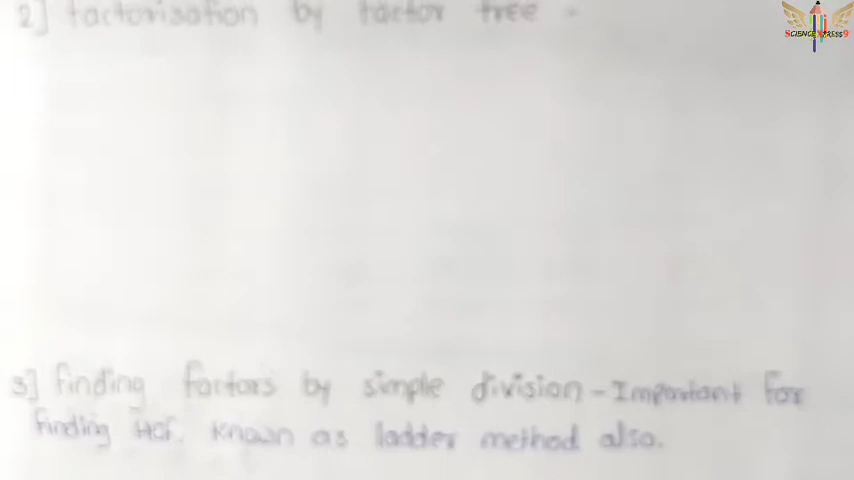 2] factorisation by factor tree -
SCIENCEXPRESS9
3] Finding factors by simple division - Important for
finding HCF. Known as ladder method also.